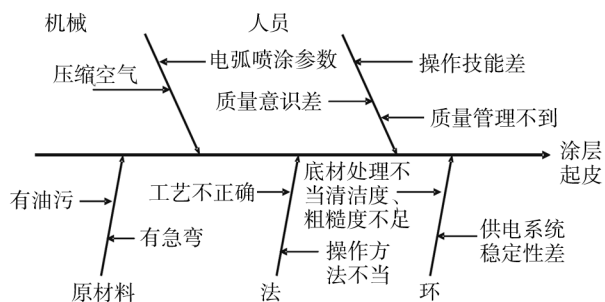 机械
人员
电弧喷涂参数
压缩空气
操作技能差
质量意识差
质量管理不到
涂层
起皮
底材处理不
当清洁度、
粗糙度不足
有油污
工艺不正确
有急弯
操作方
法不当
供电系统
稳定性差
原材料
法
环